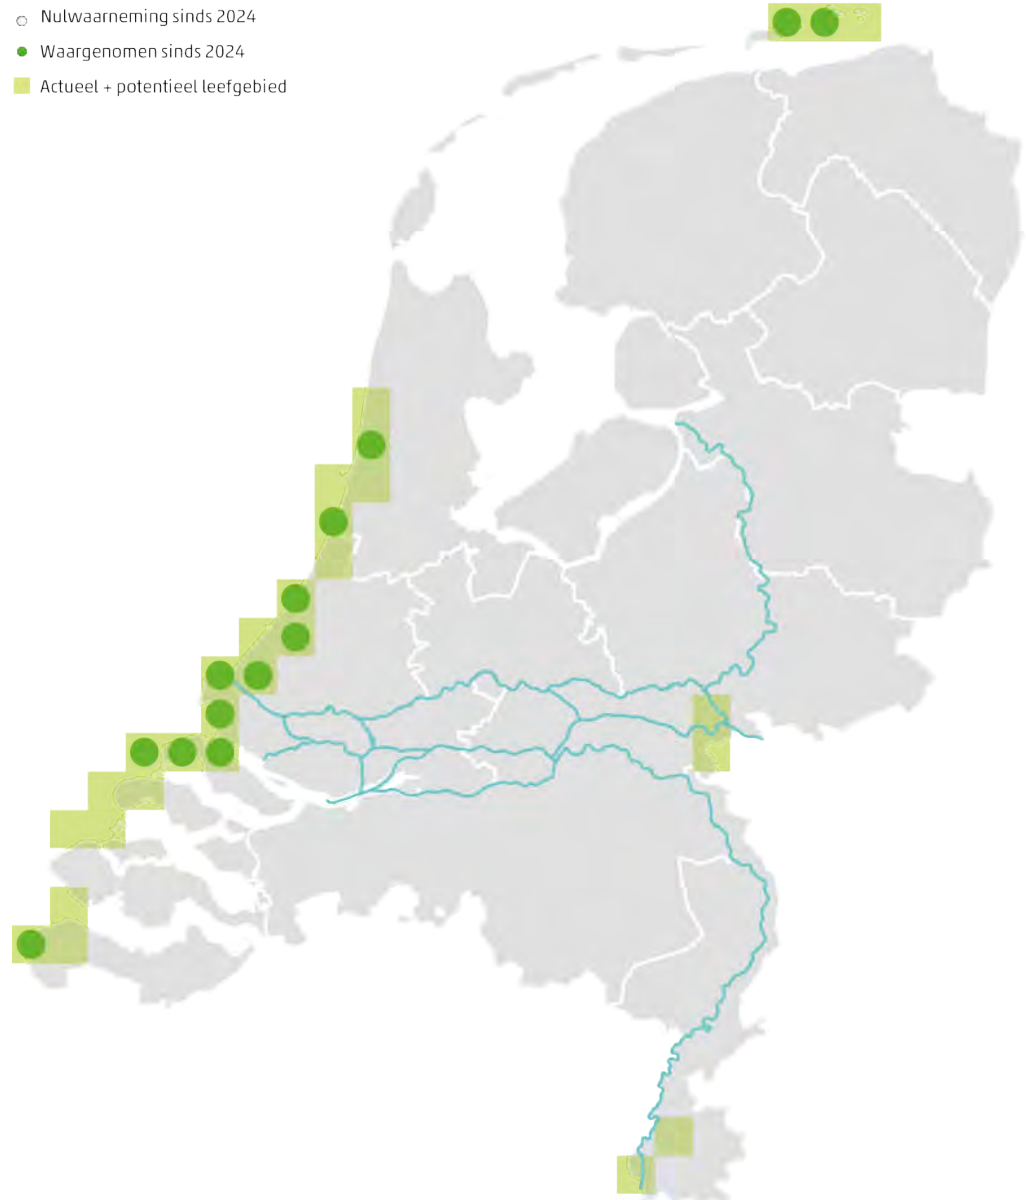 Nulwaarneming sinds 2024
Waargenomen sinds 2024
Actueel + potentieel leefgebied